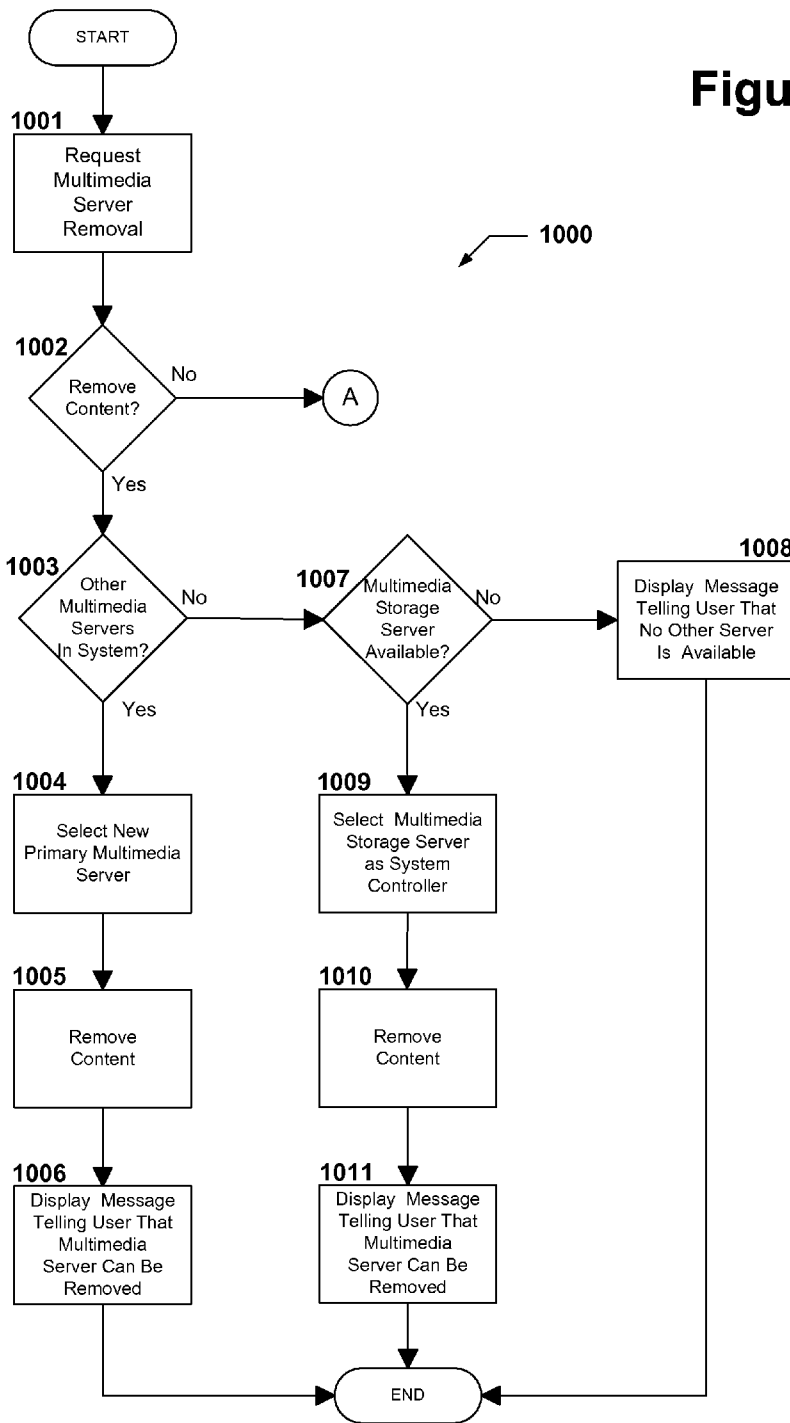 START
Figu
1001
Request
Multimedia
Server
Removal
1000
1002
Remove
Content?
No
A
Yes
1003
Other
Multimedia
Servers
In System?
No
1007
Multimedia
Storage
Server
Available?
No
1008
Display Message
Telling User That
No Other Server
Is Available
Yes
Yes
1004
Select New
Primary Multimedia
Server
1009
Select Multimedia
Storage Server
as System
Controller
1005
Remove
Content
1010
Remove
Content
1006
Display Message
Telling User That
Multimedia
Server Can Be
Removed
1011
Display Message
Telling User That
Multimedia
Server Can Be
Removed
END